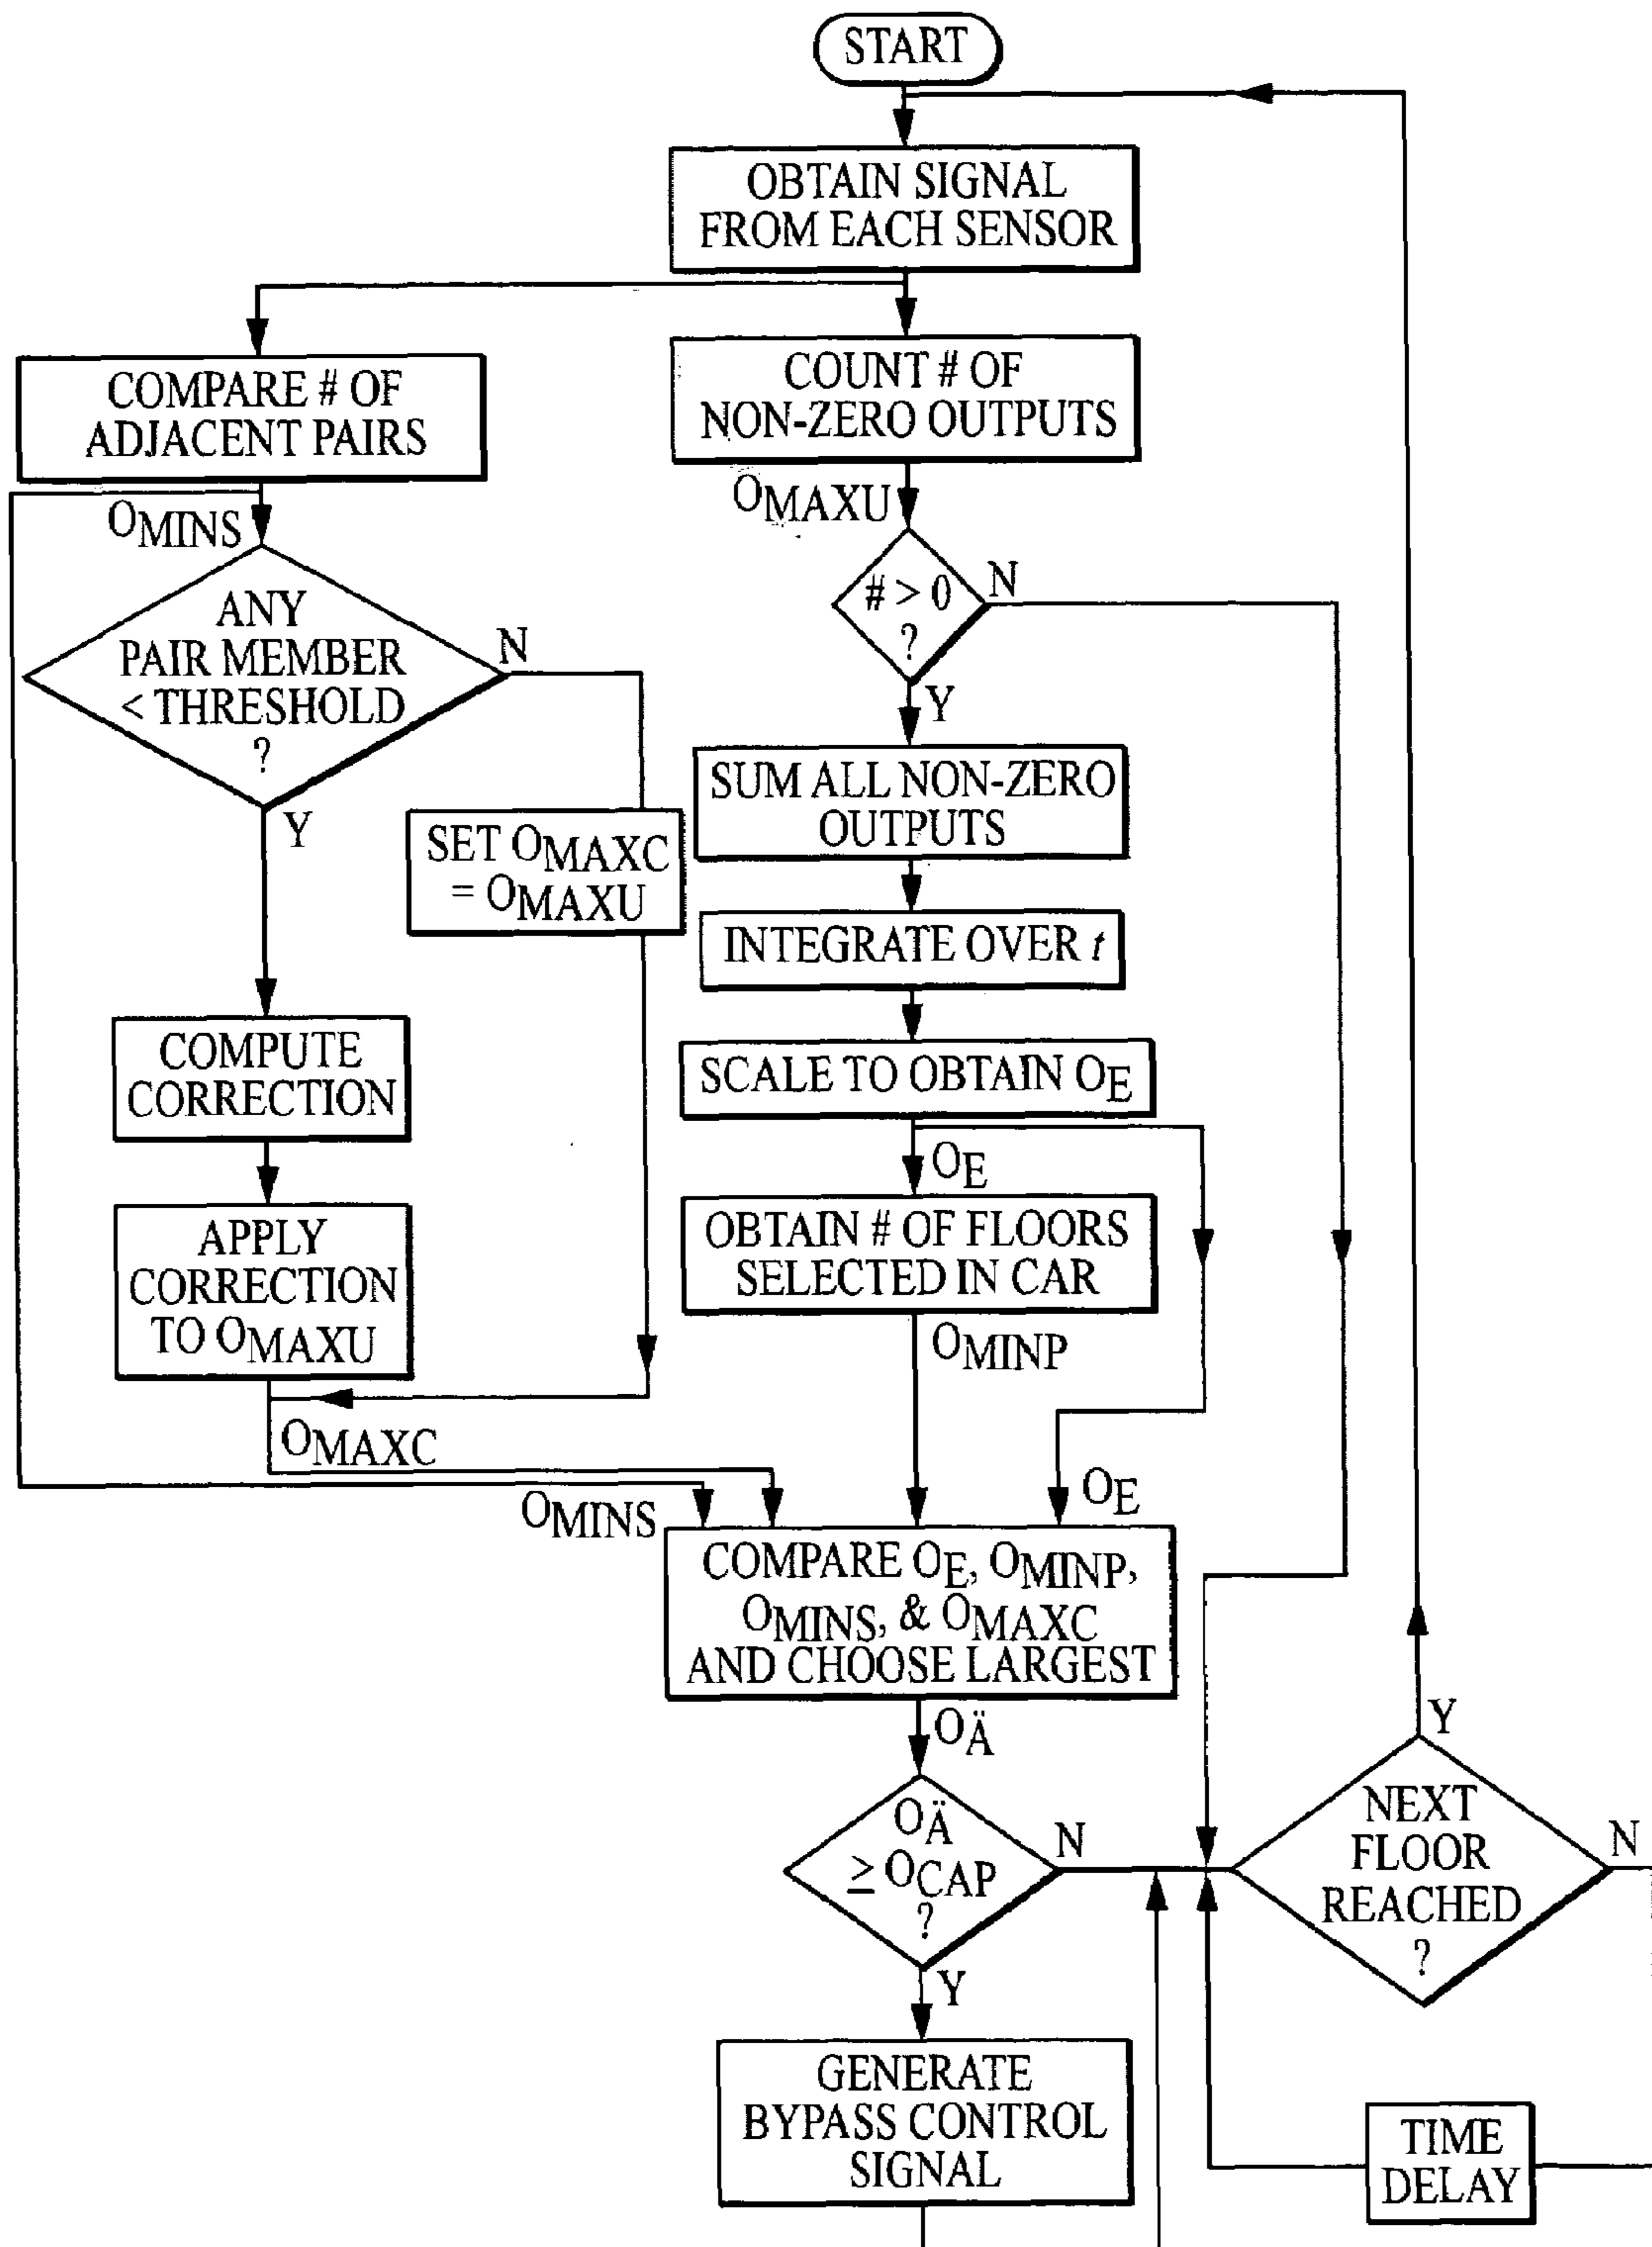 START
OBTAIN SIGNAL
FROM EACH SENSOR
COMPARE # OF
ADJACENT PAIRS
COUNT # OF
NON-ZERO OUTPUTS
OMINS
OMAXU
ANY
PAIR MEMBER
< THRESHOLD
?
N
Y
# > 0
?
N
Y
SET OMAXC
= OMAXU
SUM ALL NON-ZERO
OUTPUTS
INTEGRATE OVER t
COMPUTE
CORRECTION
SCALE TO OBTAIN OE
OE
APPLY
CORRECTION
TO OMAXU
OBTAIN # OF FLOORS
SELECTED IN CAR
OMINP
OMAXC
OMINS
OE
COMPARE OE, OMINP,
OMINS, & OMAXC
AND CHOOSE LARGEST
OÄ
OÄ
≥ OCAP
?
N
Y
NEXT
FLOOR
REACHED
?
Y
N
GENERATE
BYPASS CONTROL
SIGNAL
TIME
DELAY